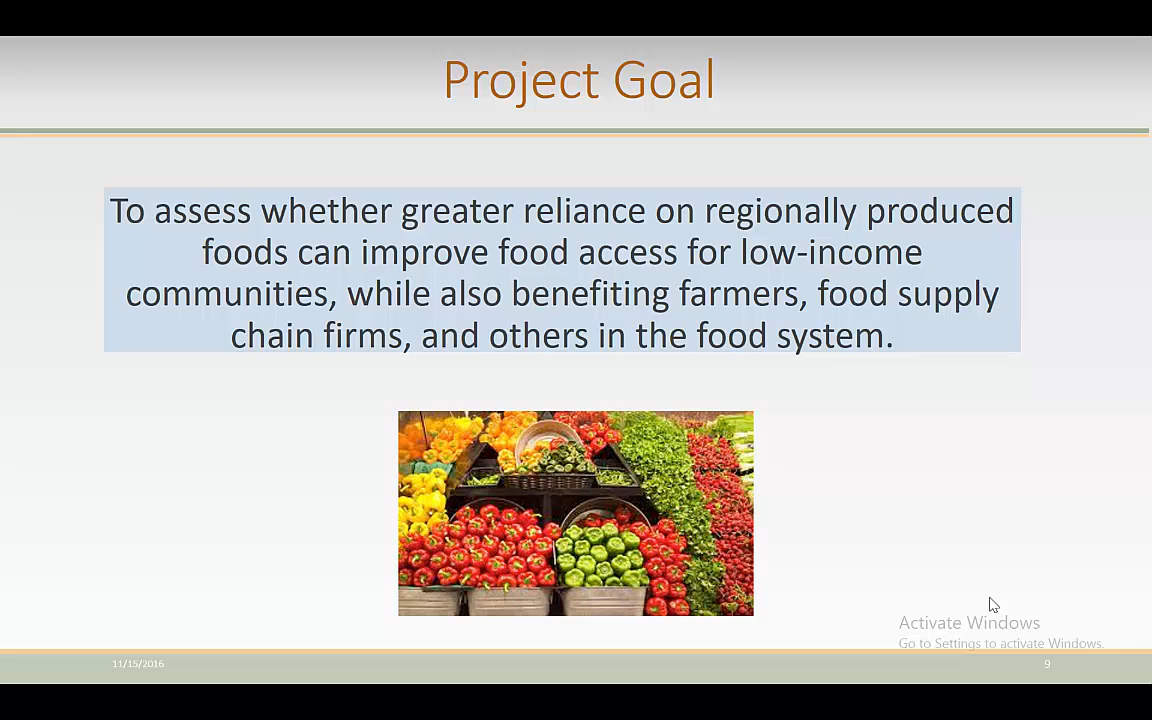 Project Goal
To assess whether greater reliance on regionally produced
foods can improve food access for low-income
communities, while also benefiting farmers, food supply
chain firms, and others in the food system.
Activate Windows
Go to Settings to activate Windows.
11/15/2016
9